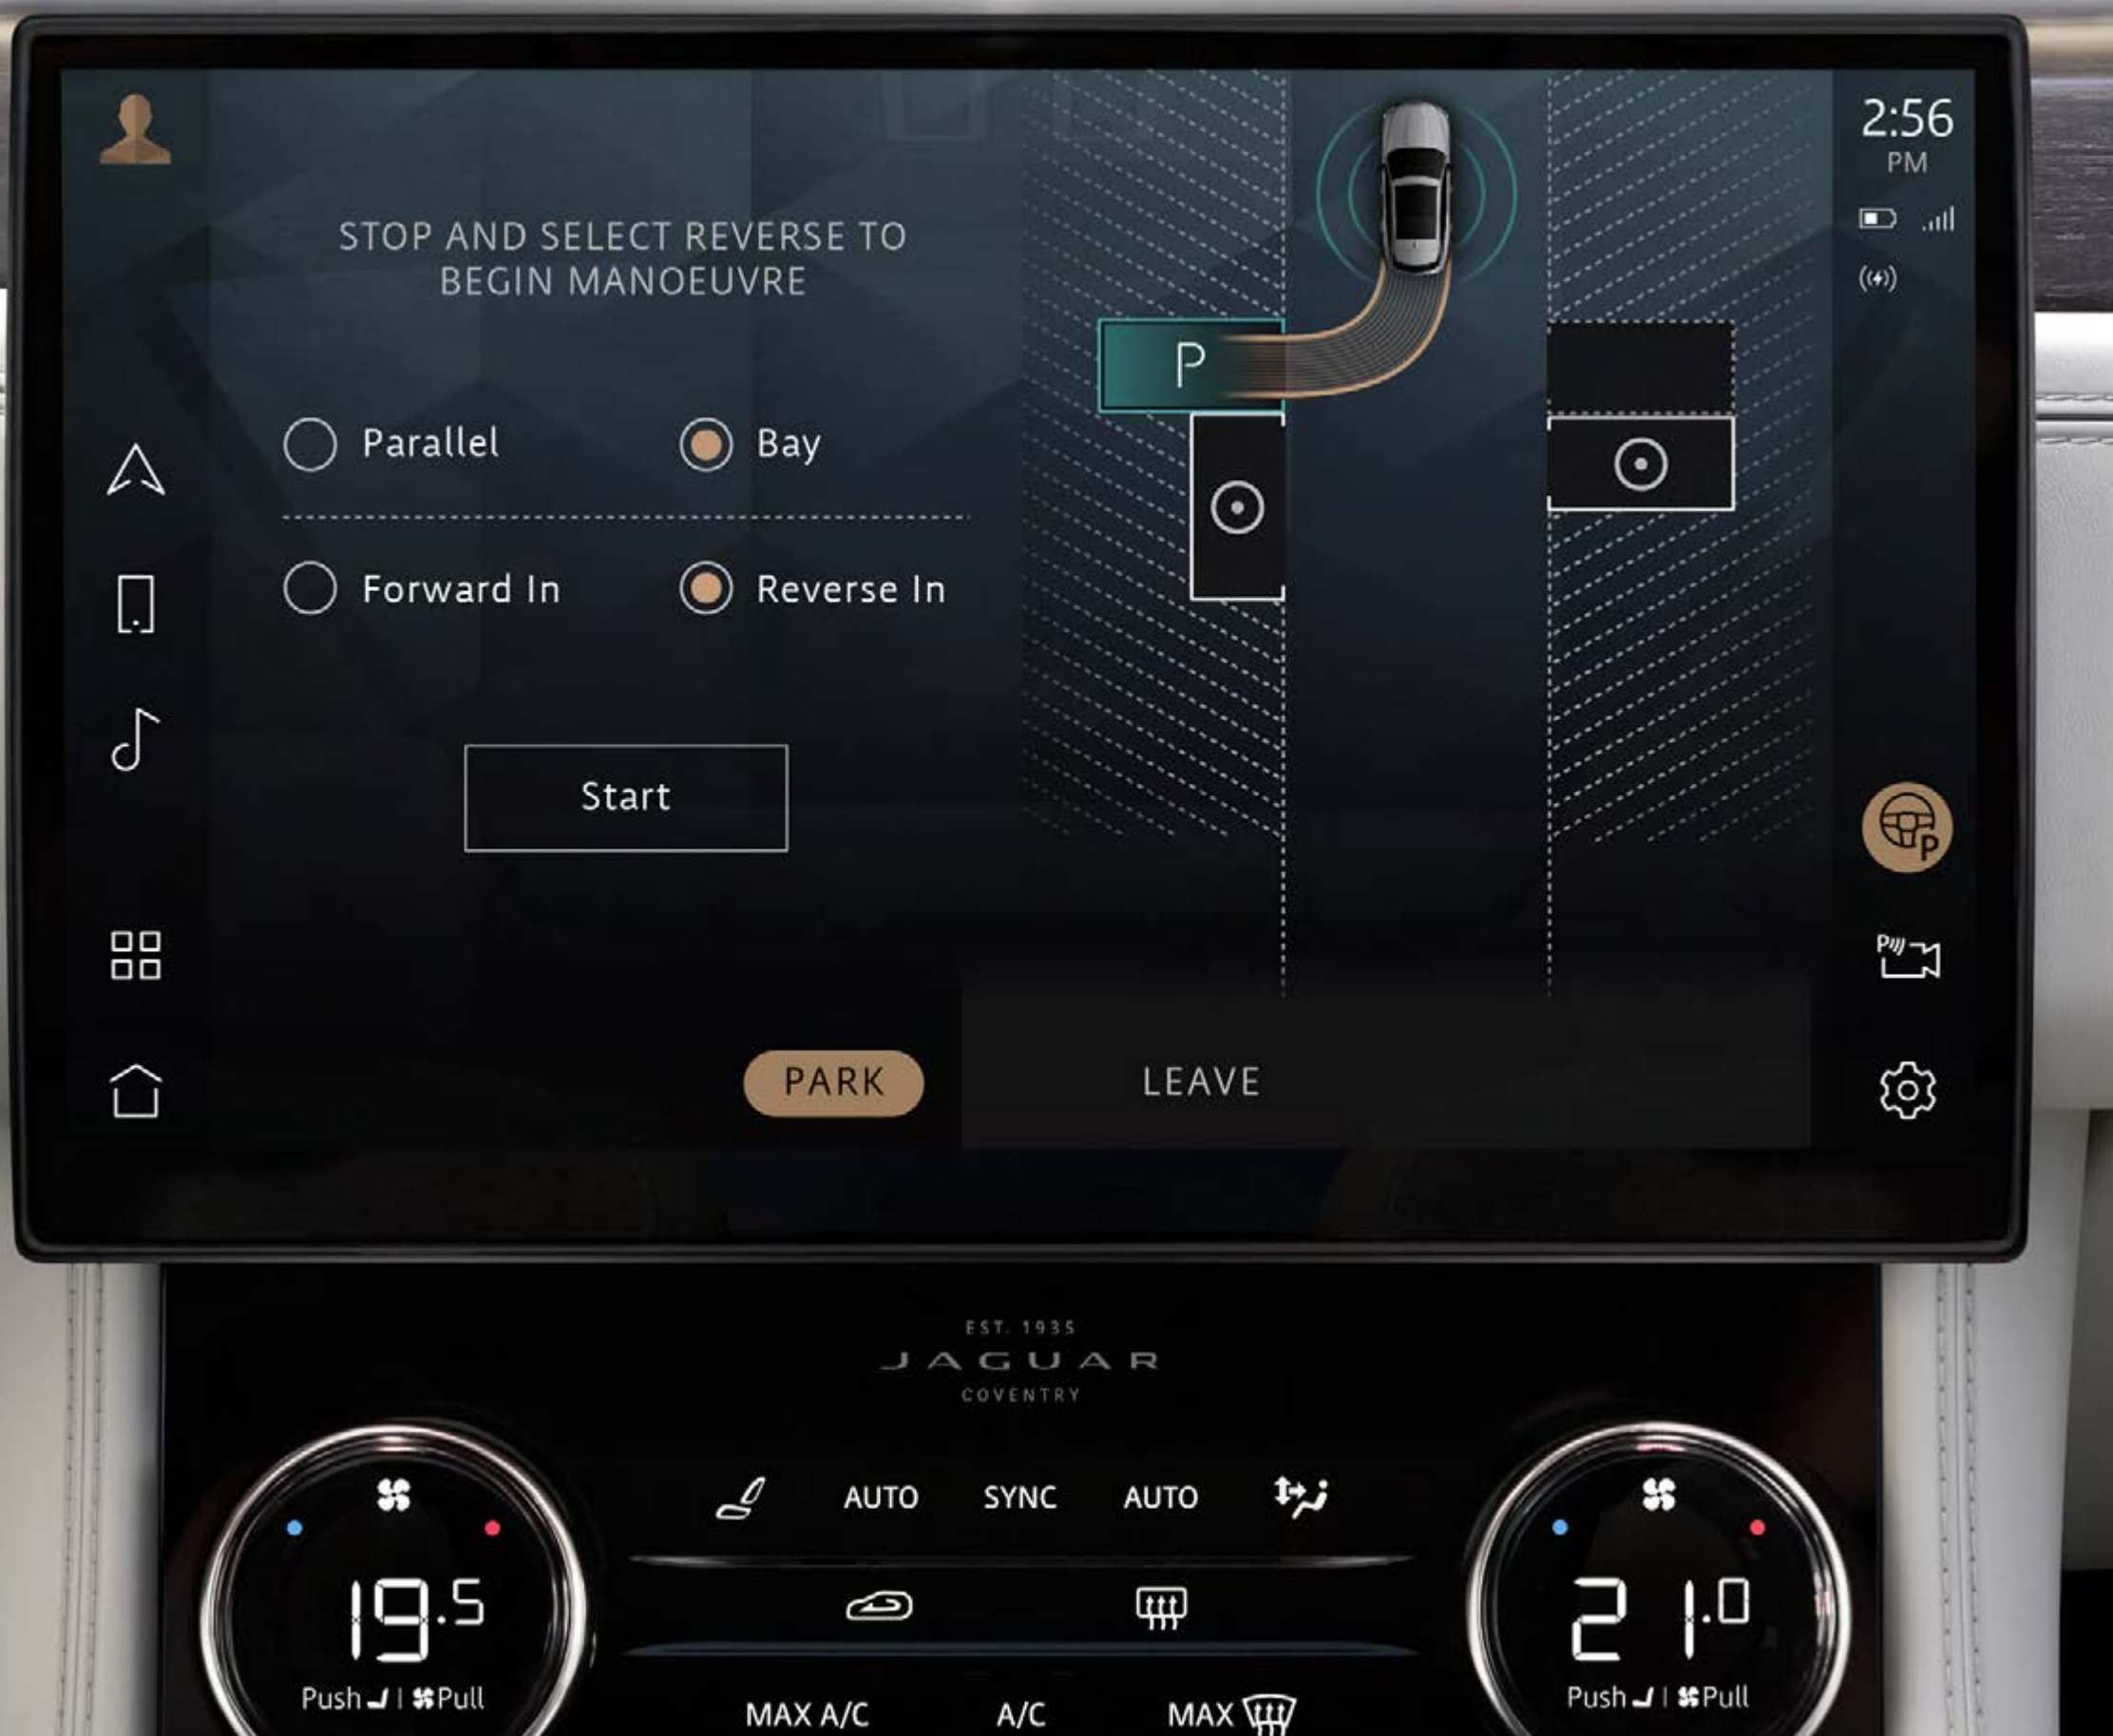 2:56
PM
STOP AND SELECT REVERSE TO
BEGIN MANOEUVRE
P
Parallel
Bay
Forward In
Reverse In
Start
P
P
PARK
LEAVE
EST. 1935
JAGUAR
COVENTRY
AUTO
SYNC
AUTO
19.5
21.0
Push | Pull
Push | Pull
MAX A/C
A/C
MAX